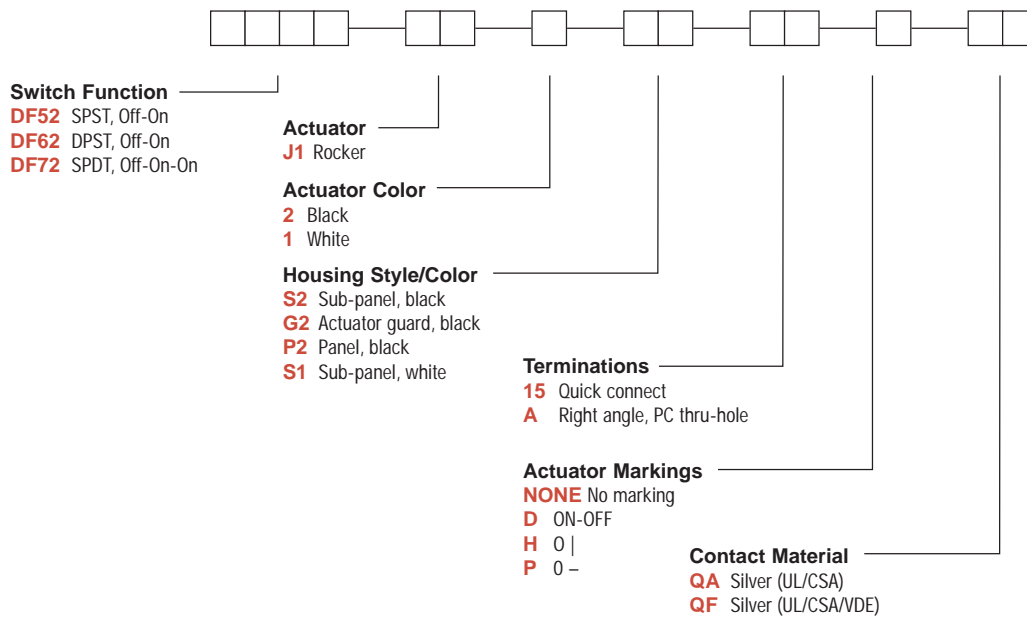 Switch Function
DF52 SPST, Off-On
DF62 DPST, Off-On
DF72 SPDT, Off-On-On
Actuator
J1 Rocker
Actuator Color
2 Black
1 White
Housing Style/Color
S2 Sub-panel, black
G2 Actuator guard, black
P2 Panel, black
S1 Sub-panel, white
Terminations
15 Quick connect
A Right angle, PC thru-hole
Actuator Markings
NONE No marking
D ON-OFF
H O |
P 0 –
Contact Material
QA Silver (UL/CSA)
QF Silver (UL/CSA/VDE)